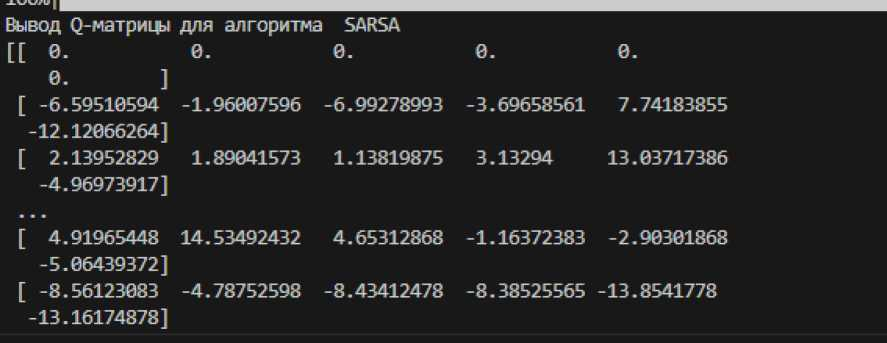 100%|
Вывод Q-матрицы для алгоритма  SARSA
[[  0.          0.          0.          0.          0.
    0.        ]
 [ -6.59510594  -1.96007596  -6.99278993  -3.69658561   7.74183855
  -12.12066264]
 [  2.13952829   1.89041573   1.13819875   3.13294     13.03717386
   -4.96973917]
 ...
 [  4.91965448  14.53492432   4.65312868  -1.16372383  -2.90301868
   -5.06439372]
 [ -8.56123083  -4.78752598  -8.43412478  -8.38525565 -13.8541778
  -13.16174878]